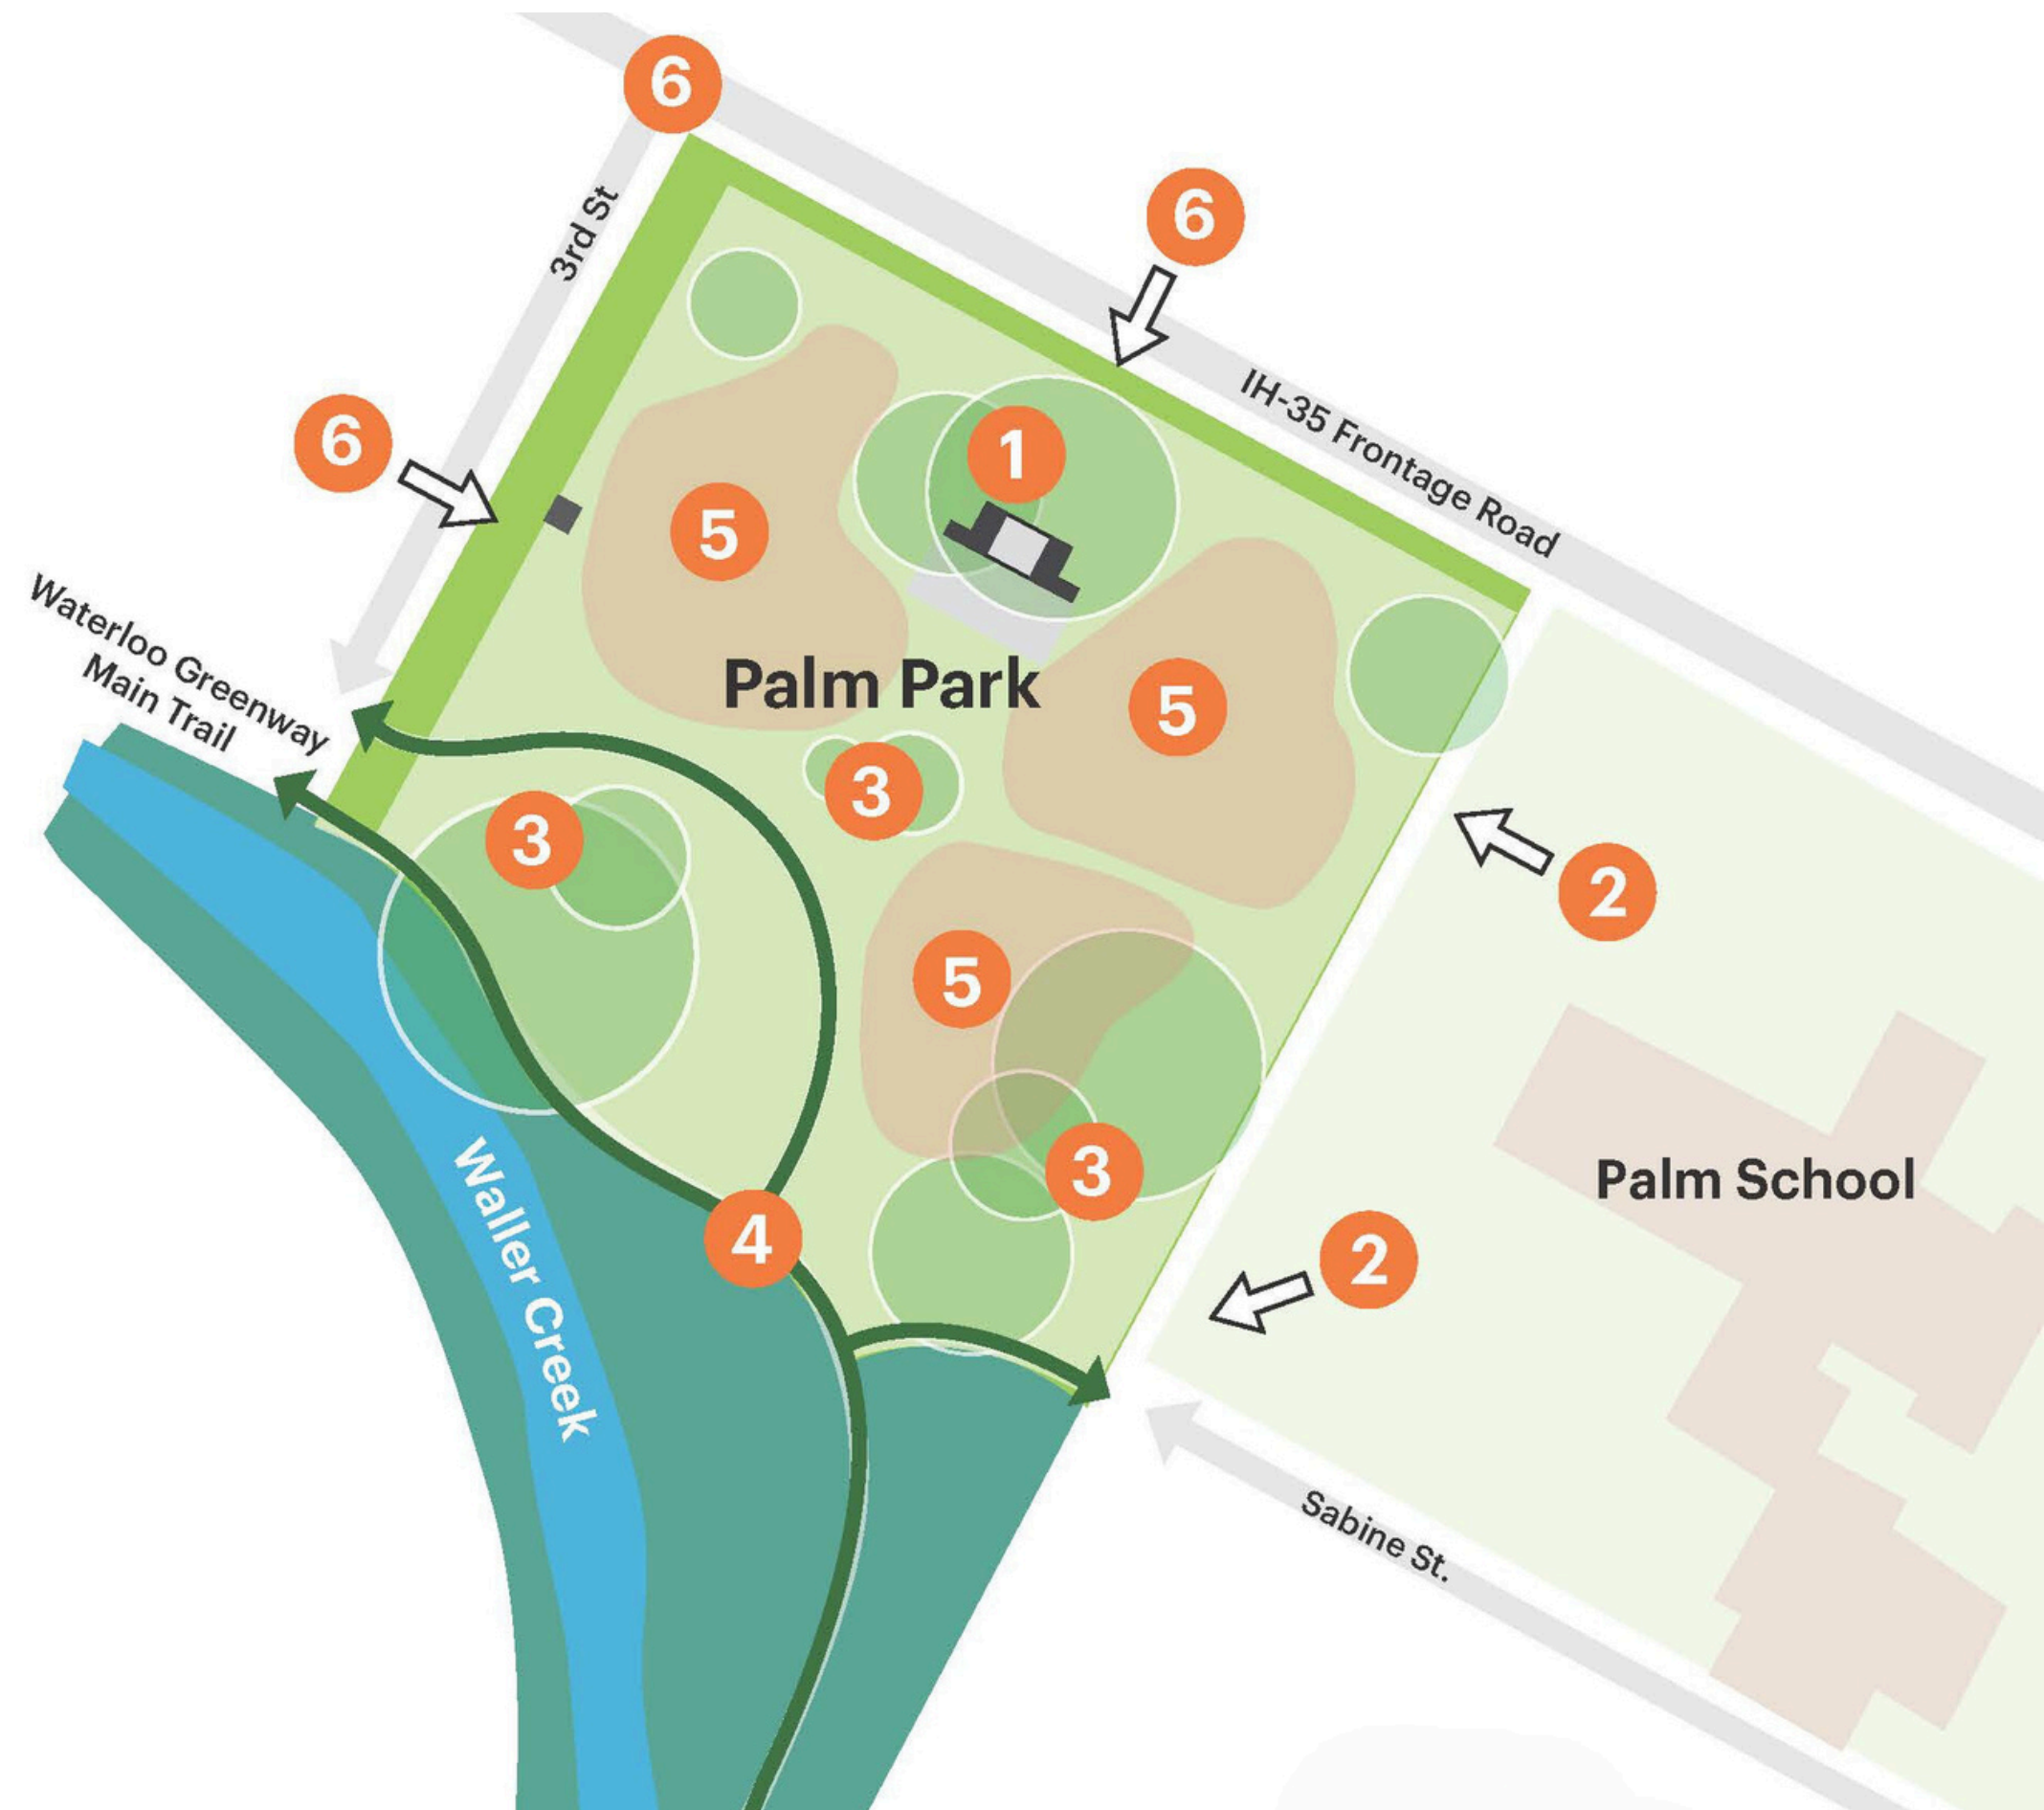 6
6
3rd St
IH-35 Frontage Road
6
1
5
Waterloo Greenway
Main Trail
Palm Park
5
3
3
2
5
3
Palm School
4
2
Waller Creek
Sabine St.